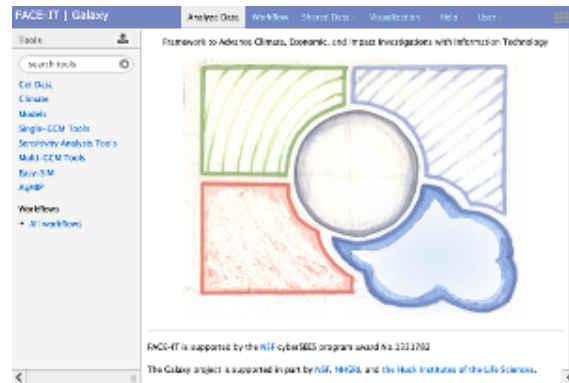 FACE-IT | Galaxy
Analyze Data Workflow Shared Data Visualization Help User
Tools
search tools
Get Data
Climate
Models
Single-GCM Tools
Sensitivity Analysis Tools
Multi-GCM Tools
Easy-SIM
AgMIP
Workflows
All workflows
Framework to Advance Climate, Economic, and Impact Investigations with Information Technology
FACE-IT is supported by the NSF cyberSEES program award No. 1331782
The Galaxy project is supported in part by NSF, NHGRI, and the Huck Institutes of the Life Sciences.